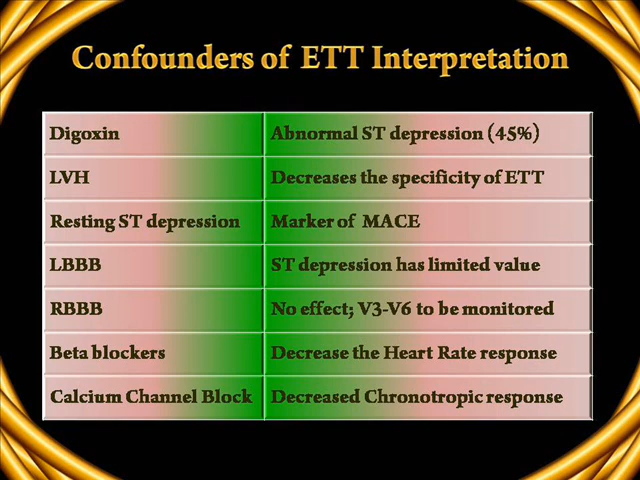 Confounders of ETT Interpretation
Digoxin Abnormal ST depression (45%)
LVH Decreases the specificity of ETT
Resting ST depression Marker of MACE
LBBB ST depression has limited value
RBBB No effect; V3-V6 to be monitored
Beta blockers Decrease the Heart Rate response
Calcium Channel Block Decreased Chronotropic response